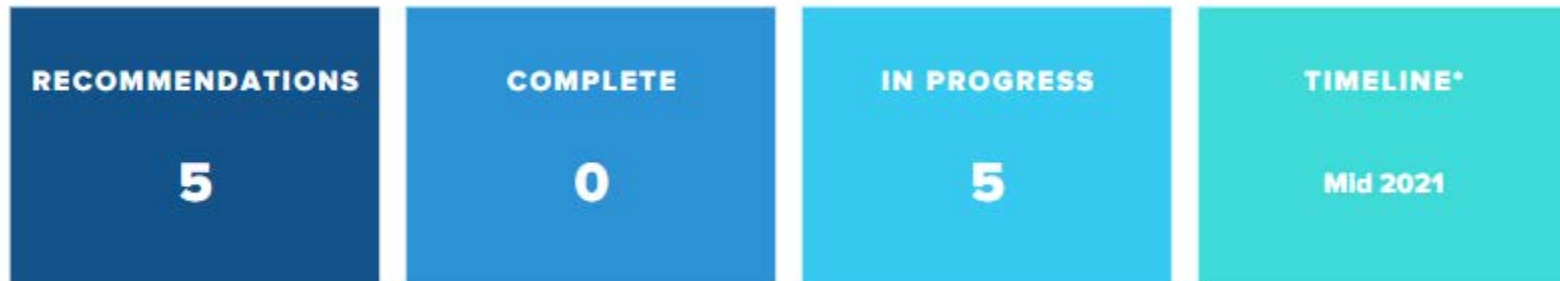 RECOMMENDATIONS
5
COMPLETE
0
IN PROGRESS
5
TIMELINE*
Mid 2021